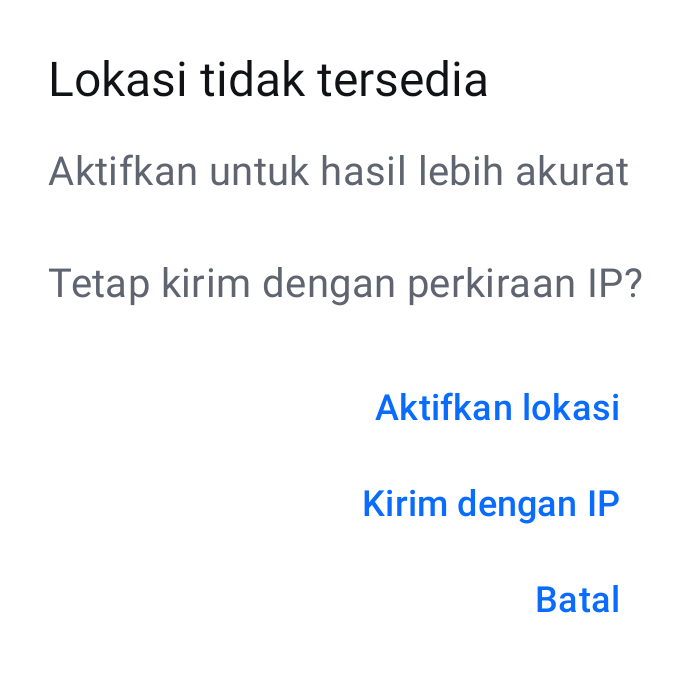 Lokasi tidak tersedia
Aktifkan untuk hasil lebih akurat
Tetap kirim dengan perkiraan IP?
Aktifkan lokasi
Kirim dengan IP
Batal